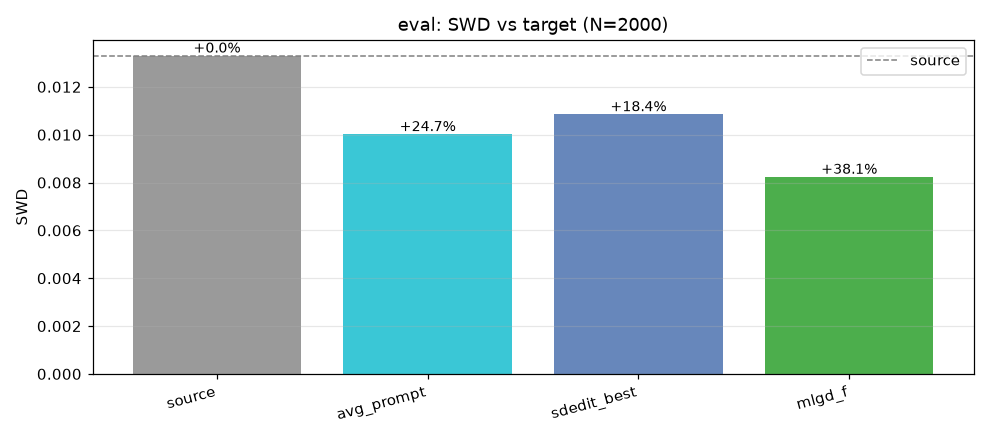 eval: SWD vs target (N=2000)
+0.0%
source
+24.7%
+18.4%
+38.1%
SWD
0.012
0.010
0.008
0.006
0.004
0.002
0.000
source
avg_prompt
sdedit_best
mlgd_f